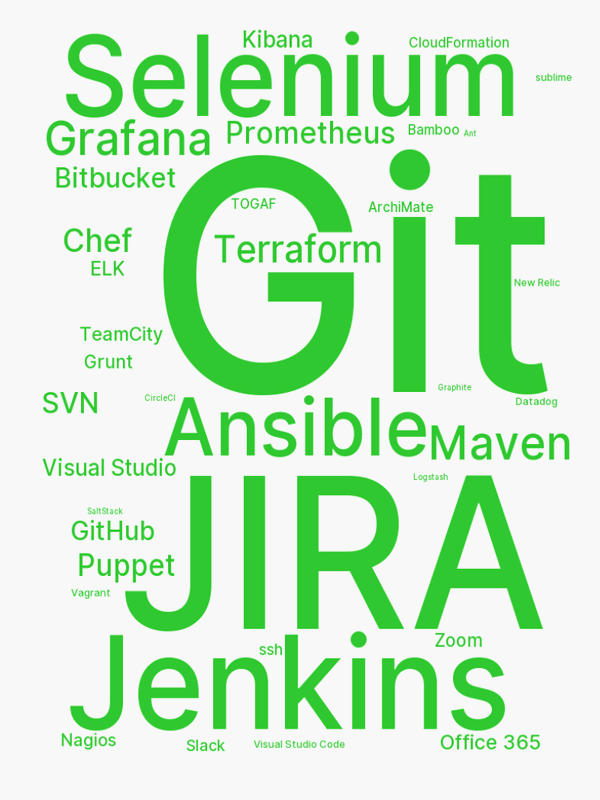 Kibana
CloudFormation
Selenium
sublime
Grafana
Prometheus
Bamboo
Ant
Bitbucket
TOGAF
ArchiMate
Git
Chef
Terraform
ELK
New Relic
TeamCity
Grunt
Graphite
CircleCI
SVN
Datadog
Ansible
Maven
Visual Studio
Logstash
SaltStack
JIRA
GitHub
Puppet
Vagrant
Zoom
ssh
Jenkins
Nagios
Slack
Visual Studio Code
Office 365